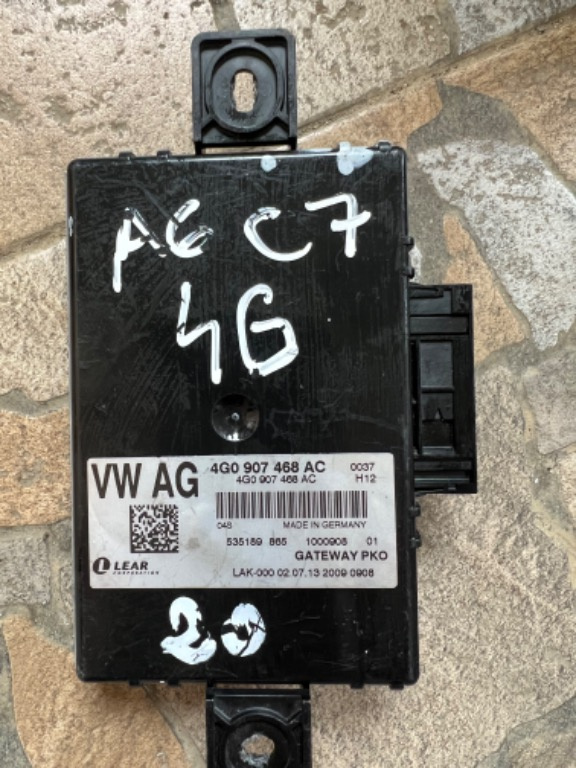 A6 C7
4G
VW AG
4G0 907 468 AC 0037
4G0 907 468 AC H12
048 MADE IN GERMANY
535189 865 1000908 01
GATEWAY PKO
LEAR
CORPORATION
LAK-000 02.07.13 2009 0908
20